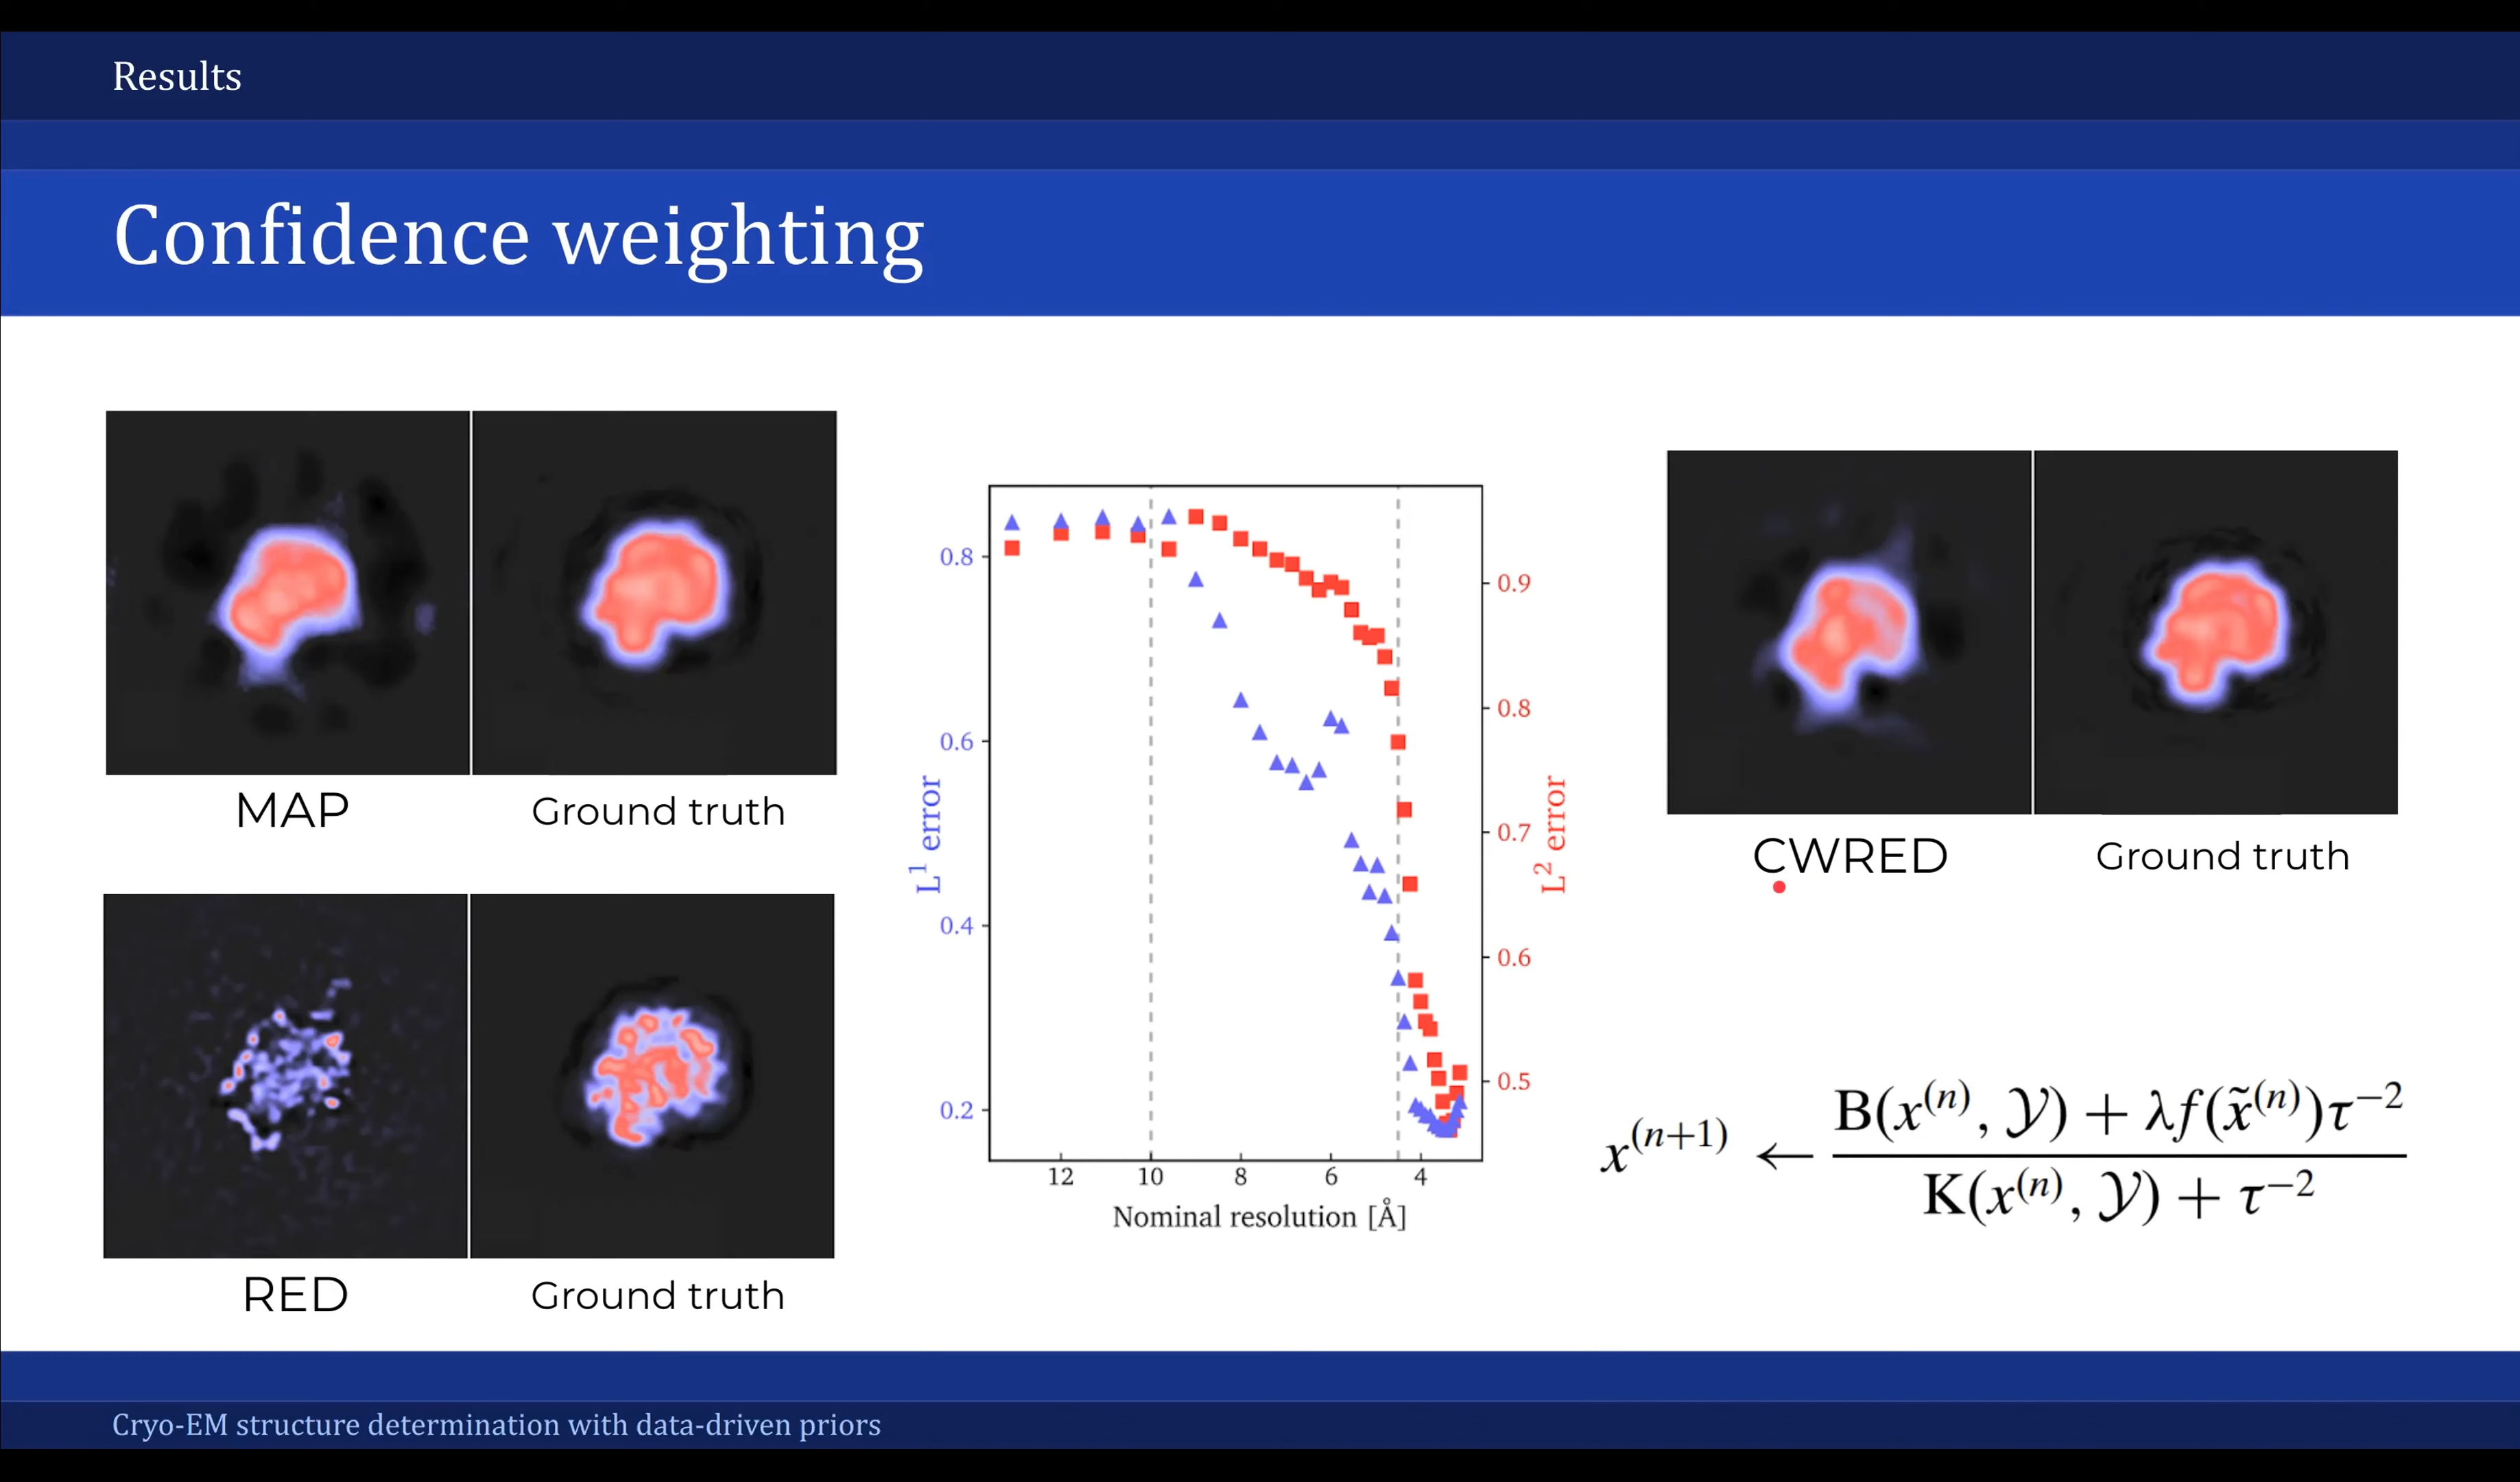 Results
Confidence weighting
MAP
Ground truth
RED
Ground truth
L¹ error
0.8
0.6
0.4
0.2
12 10 8 6 4
Nominal resolution [Å]
0.9
0.8
0.7
0.6
0.5
L² error
CWRED
Ground truth
x⁽ⁿ⁺¹⁾ ← (B(x⁽ⁿ⁾, 𝒴) + λf(x̃⁽ⁿ⁾)τ⁻²) / (K(x⁽ⁿ⁾, 𝒴) + τ⁻²)
Cryo-EM structure determination with data-driven priors